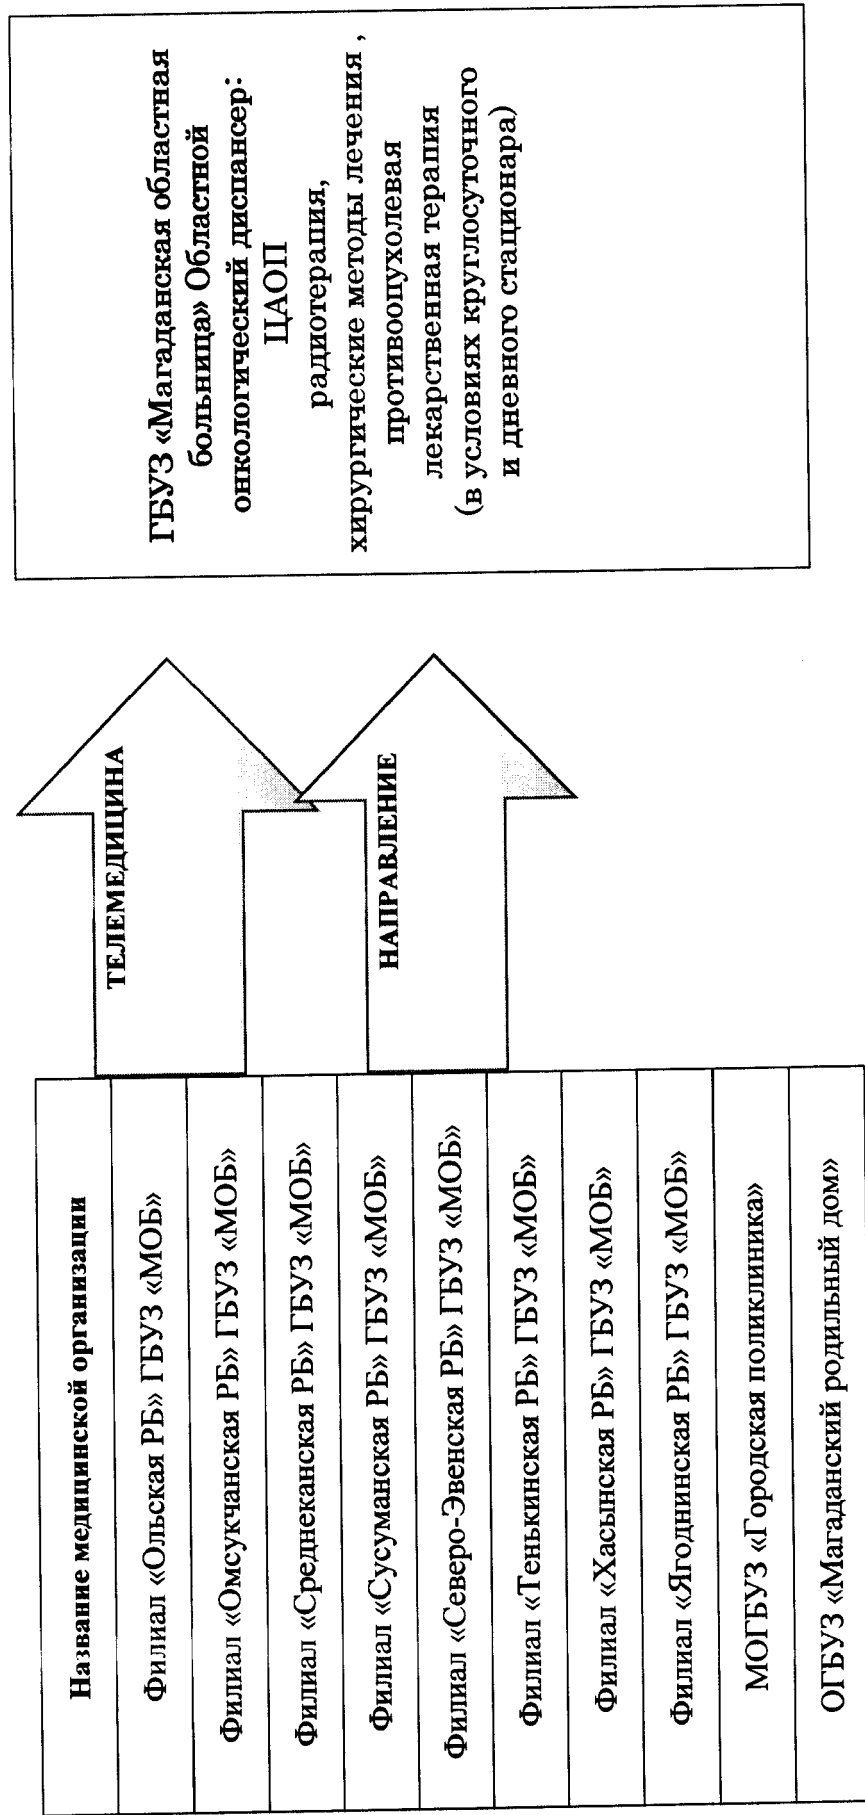 Название медицинской организации
Филиал «Ольская РБ» ГБУЗ «МОБ»
Филиал «Омсукчанская РБ» ГБУЗ «МОБ»
Филиал «Среднеканская РБ» ГБУЗ «МОБ»
Филиал «Сусуманская РБ» ГБУЗ «МОБ»
Филиал «Северо-Эвенская РБ» ГБУЗ «МОБ»
Филиал «Тенькинская РБ» ГБУЗ «МОБ»
Филиал «Хасынская РБ» ГБУЗ «МОБ»
Филиал «Ягоднинская РБ» ГБУЗ «МОБ»
МОГБУЗ «Городская поликлиника»
ОГБУЗ «Магаданский родильный дом»
ТЕЛЕМЕДИЦИНА
НАПРАВЛЕНИЕ
ГБУЗ «Магаданская областная
больница» Областной
онкологический диспансер:
ЦАОП
радиотерапия,
хирургические методы лечения ,
противоопухолевая
лекарственная терапия
(в условиях круглосуточного
и дневного стационара)